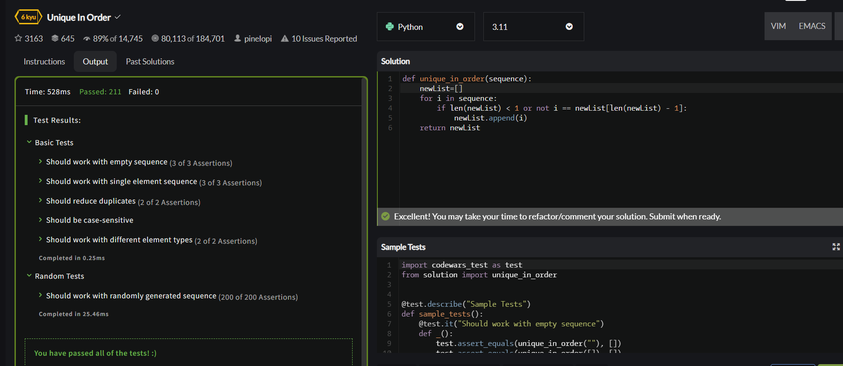 6 kyu Unique In Order
3163 645 89% of 14,745 80,113 of 184,701 pinelopi 10 Issues Reported
Instructions Output Past Solutions
Time: 528ms Passed: 211 Failed: 0
Test Results:
Basic Tests
Should work with empty sequence (3 of 3 Assertions)
Should work with single element sequence (3 of 3 Assertions)
Should reduce duplicates (2 of 2 Assertions)
Should be case-sensitive
Should work with different element types (2 of 2 Assertions)
Completed in 0.25ms
Random Tests
Should work with randomly generated sequence (200 of 200 Assertions)
Completed in 25.46ms
You have passed all of the tests! :)
Python 3.11 VIM EMACS
Solution
1 def unique_in_order(sequence):
2 newList=[]
3 for i in sequence:
4 if len(newList) < 1 or not i == newList[len(newList) - 1]:
5 newList.append(i)
6 return newList
Excellent! You may take your time to refactor/comment your solution. Submit when ready.
Sample Tests
1 import codewars_test as test
2 from solution import unique_in_order
3
4
5 @test.describe("Sample Tests")
6 def sample_tests():
7 @test.it("Should work with empty sequence")
8 def _():
9 test.assert_equals(unique_in_order(""), [])